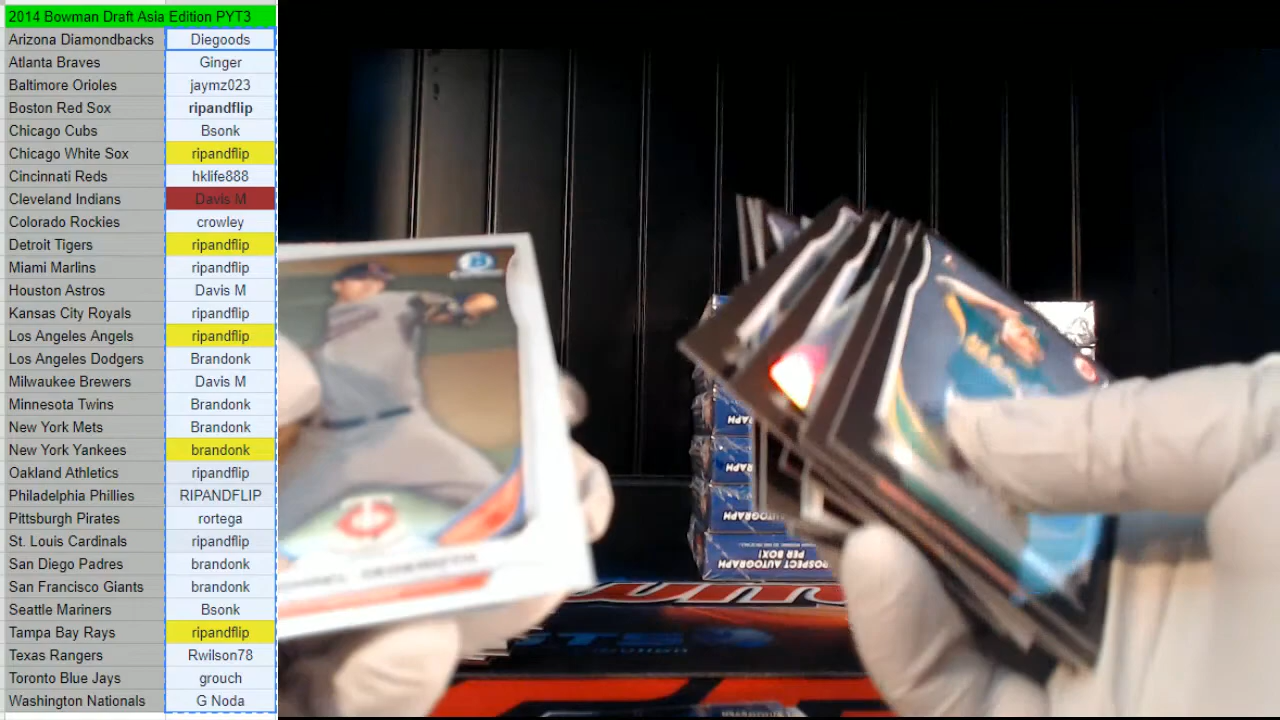 2014 Bowman Draft Asia Edition PYT3
Arizona Diamondbacks Diegoods
Atlanta Braves Ginger
Baltimore Orioles jaymz023
Boston Red Sox ripandflip
Chicago Cubs Bsonk
Chicago White Sox ripandflip
Cincinnati Reds hklife888
Cleveland Indians Davis M
Colorado Rockies crowley
Detroit Tigers ripandflip
Miami Marlins ripandflip
Houston Astros Davis M
Kansas City Royals ripandflip
Los Angeles Angels ripandflip
Los Angeles Dodgers Brandonk
Milwaukee Brewers Davis M
Minnesota Twins Brandonk
New York Mets Brandonk
New York Yankees brandonk
Oakland Athletics ripandflip
Philadelphia Phillies RIPANDFLIP
Pittsburgh Pirates rortega
St. Louis Cardinals ripandflip
San Diego Padres brandonk
San Francisco Giants brandonk
Seattle Mariners Bsonk
Tampa Bay Rays ripandflip
Texas Rangers Rwilson78
Toronto Blue Jays grouch
Washington Nationals G Noda
B
AUTOGRAPH
PER BOX!